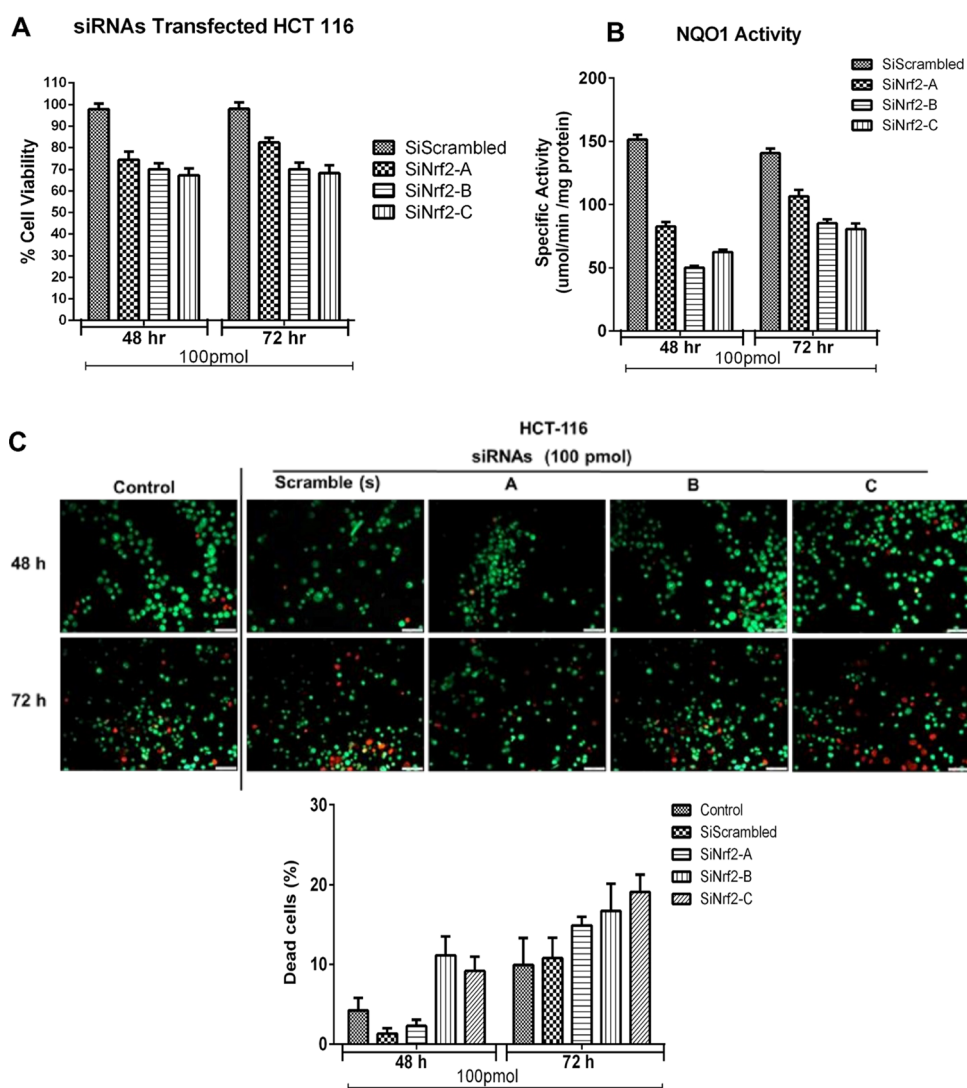 A
siRNAs Transfected HCT 116
% Cell Viability
110
100
90
80
70
60
50
40
30
20
10
0
48 hr
72 hr
100pmol
SiScrambled
SiNrf2-A
SiNrf2-B
SiNrf2-C
B
NQO1 Activity
Specific Activity
(umol/min /mg protein)
200
150
100
50
0
48 hr
72 hr
100pmol
SiScrambled
SiNrf2-A
SiNrf2-B
SiNrf2-C
C
HCT-116
siRNAs (100 pmol)
Control
Scramble (s)
A
B
C
48 h
72 h
Dead cells (%)
30
20
10
0
48 h
72 h
100pmol
Control
SiScrambled
SiNrf2-A
SiNrf2-B
SiNrf2-C